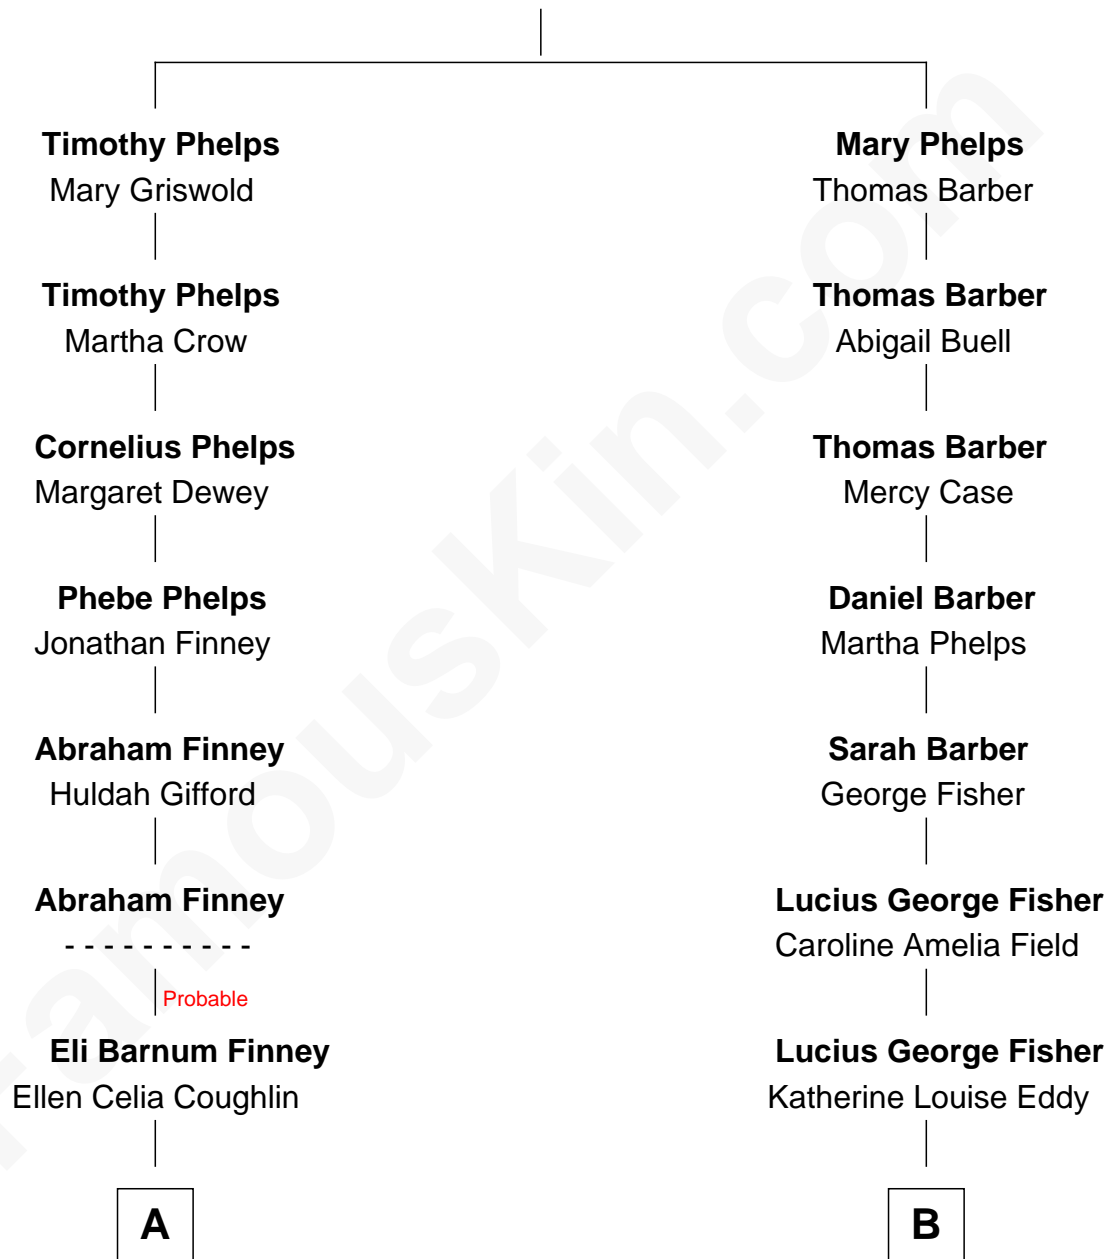 Timothy Phelps
Mary Griswold
Timothy Phelps
Martha Crow
Cornelius Phelps
Margaret Dewey
Phebe Phelps
Jonathan Finney
Abraham Finney
Huldah Gifford
Abraham Finney
- - - - - - - - - -
Probable
Eli Barnum Finney
Ellen Celia Coughlin
A
Mary Phelps
Thomas Barber
Thomas Barber
Abigail Buell
Thomas Barber
Mercy Case
Daniel Barber
Martha Phelps
Sarah Barber
George Fisher
Lucius George Fisher
Caroline Amelia Field
Lucius George Fisher
Katherine Louise Eddy
B
FamousKin.com